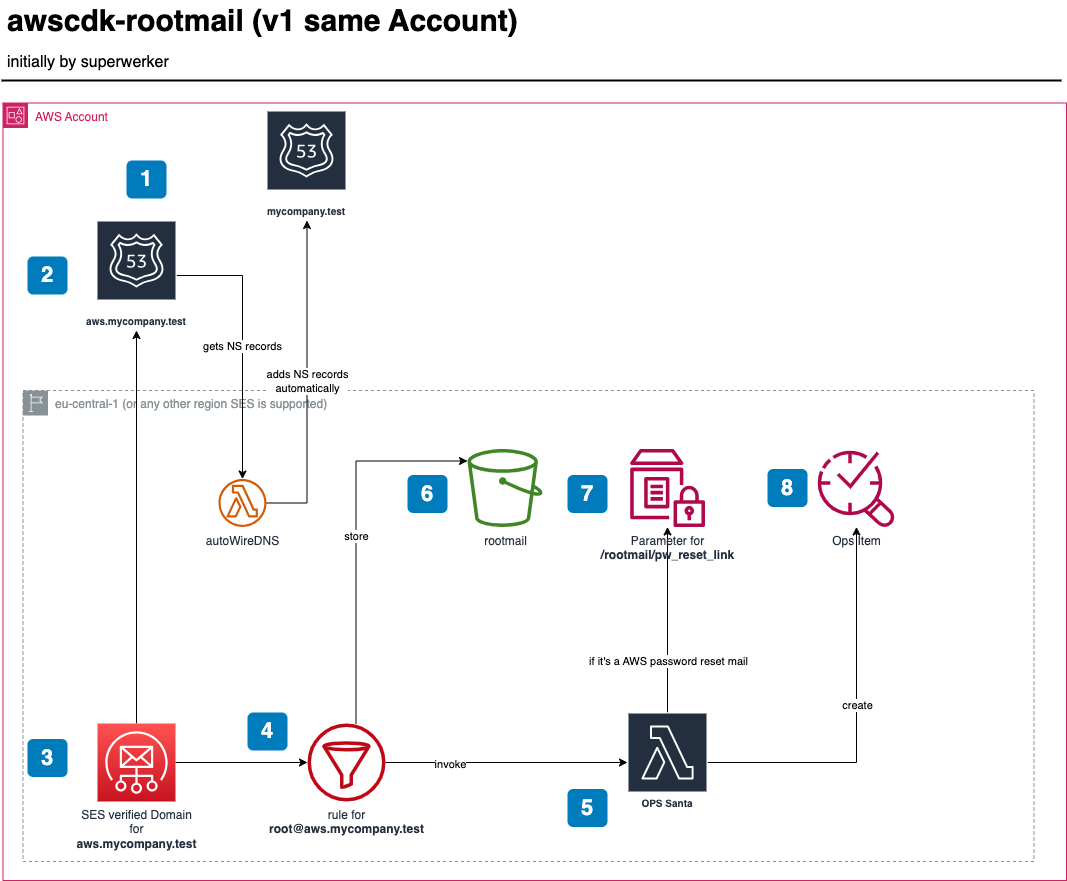 awscdk-rootmail (v1 same Account)
initially by superwerker
AWS Account
53
mycompany.test
1
53
2
aws.mycompany.test
gets NS records
adds NS records
automatically
eu-central-1 (or any other region SES is supported)
autoWireDNS
store
6
rootmail
7
Parameter for
/rootmail/pw_reset_link
8
Ops Item
if it's a AWS password reset mail
create
3
SES verified Domain
for
aws.mycompany.test
4
rule for
root@aws.mycompany.test
invoke
5
OPS Santa